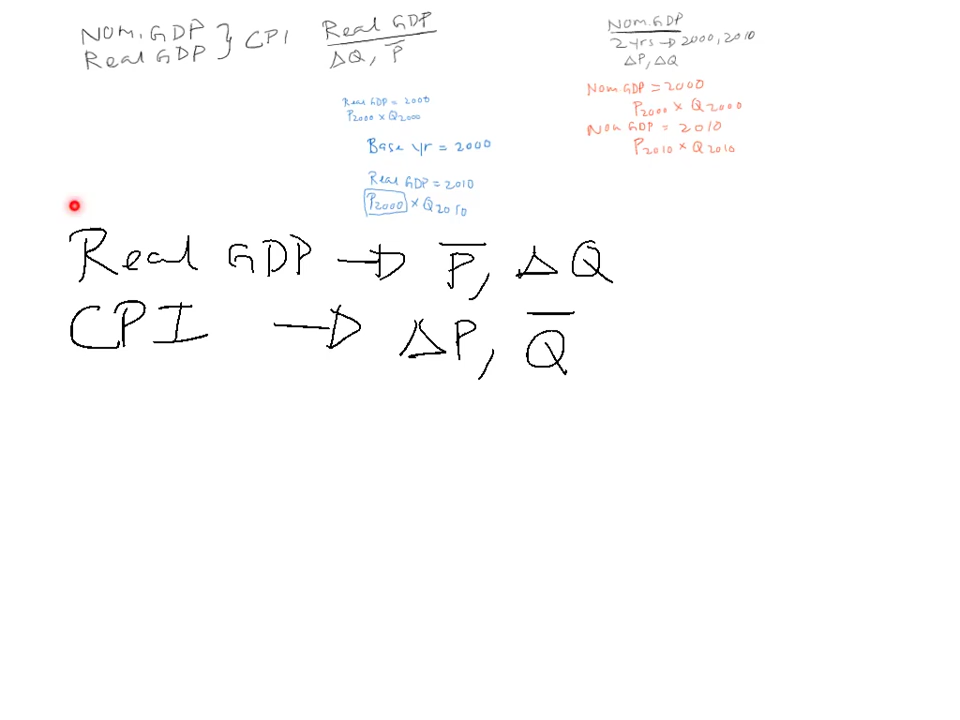 Nom. GDP
Real GDP } CPI
Real GDP
ΔQ, P̅
Real GDP = 2000
P2000 × Q2000
Base yr = 2000
Real GDP = 2010
P2000 × Q2010
Nom. GDP
2 yrs → 2000, 2010
ΔP, ΔQ
Nom GDP = 2000
P2000 × Q2000
Nom GDP = 2010
P2010 × Q2010
Real GDP → P̅, ΔQ
CPI → ΔP, Q̅